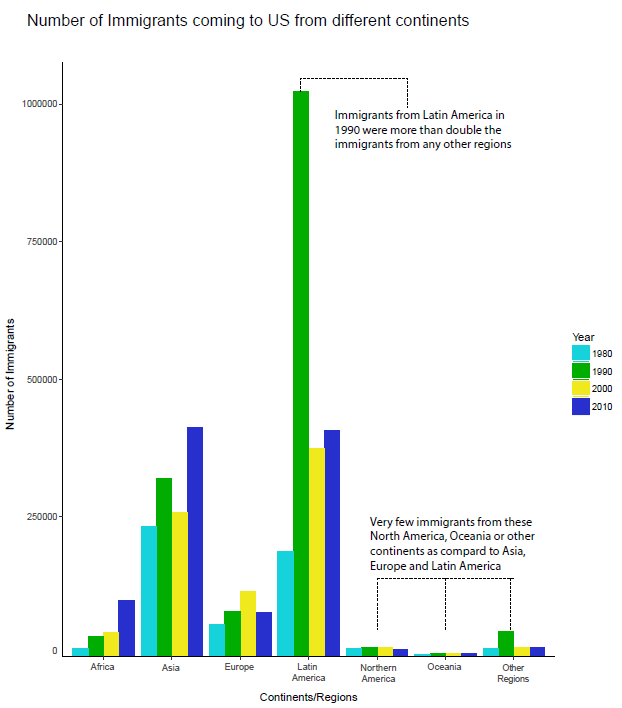 Number of Immigrants coming to US from different continents
1000000
Immigrants from Latin America in
1990 were more than double the
immigrants from any other regions
750000
Number of Immigrants
Year
1980
1990
2000
2010
500000
250000
Very few immigrants from these
North America, Oceania or other
continents as compard to Asia,
Europe and Latin America
0
Africa
Asia
Europe
Latin
America
Northern
America
Oceania
Other
Regions
Continents/Regions